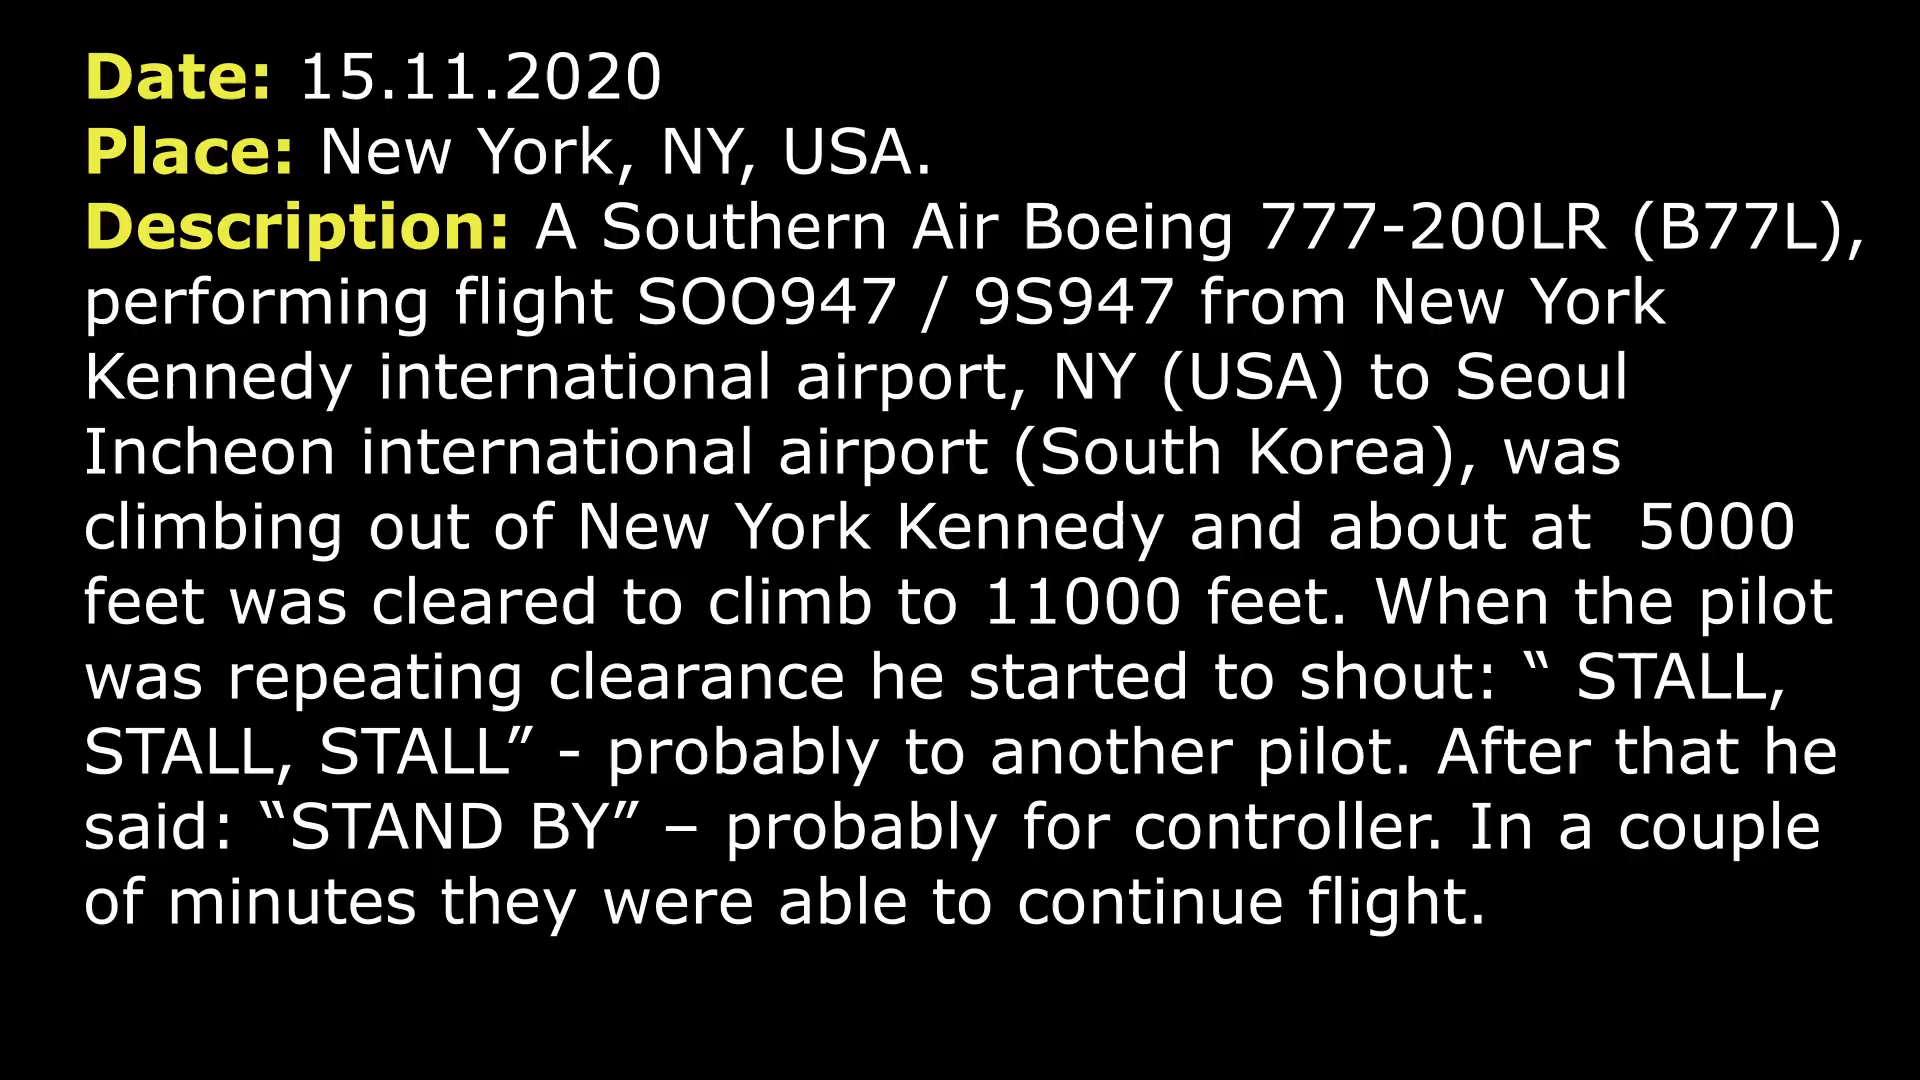 Date: 15.11.2020
Place: New York, NY, USA.
Description: A Southern Air Boeing 777-200LR (B77L),
performing flight SOO947 / 9S947 from New York
Kennedy international airport, NY (USA) to Seoul
Incheon international airport (South Korea), was
climbing out of New York Kennedy and about at  5000
feet was cleared to climb to 11000 feet. When the pilot
was repeating clearance he started to shout: “ STALL,
STALL, STALL” - probably to another pilot. After that he
said: “STAND BY” – probably for controller. In a couple
of minutes they were able to continue flight.